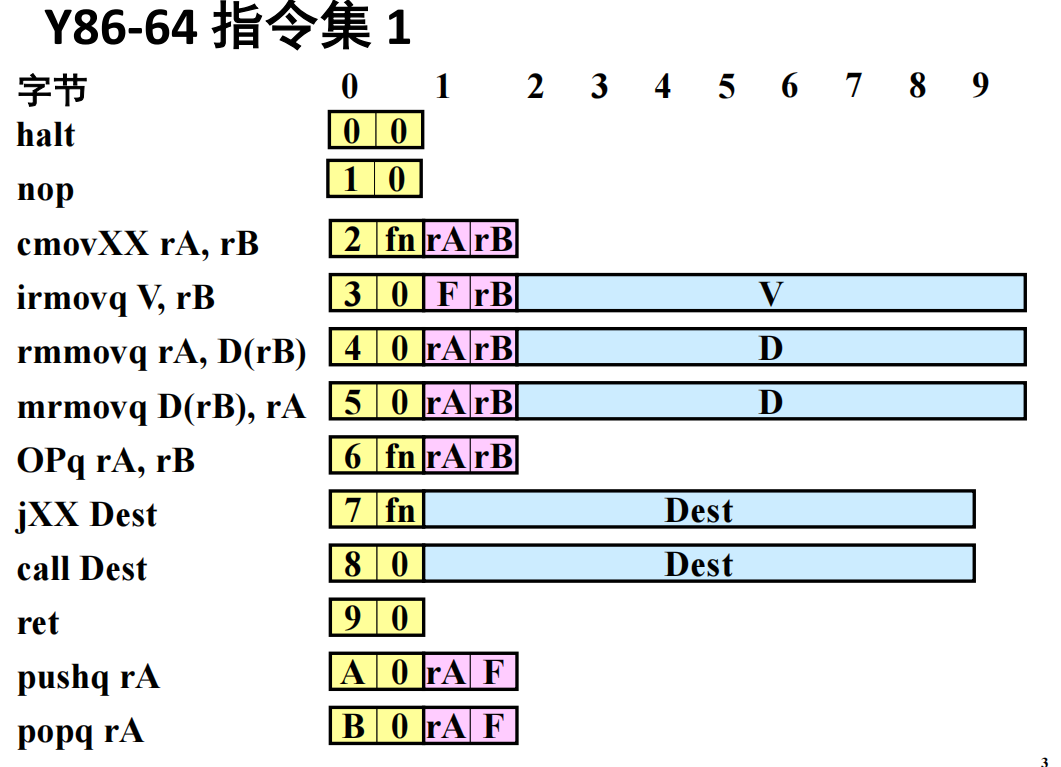 Y86-64 指令集 1
字节 0 1 2 3 4 5 6 7 8 9
halt 0 0
nop 1 0
cmovXX rA, rB 2 fn rA rB
irmovq V, rB 3 0 F rB V
rmmovq rA, D(rB) 4 0 rA rB D
mrmovq D(rB), rA 5 0 rA rB D
OPq rA, rB 6 fn rA rB
jXX Dest 7 fn Dest
call Dest 8 0 Dest
ret 9 0
pushq rA A 0 rA F
popq rA B 0 rA F
3